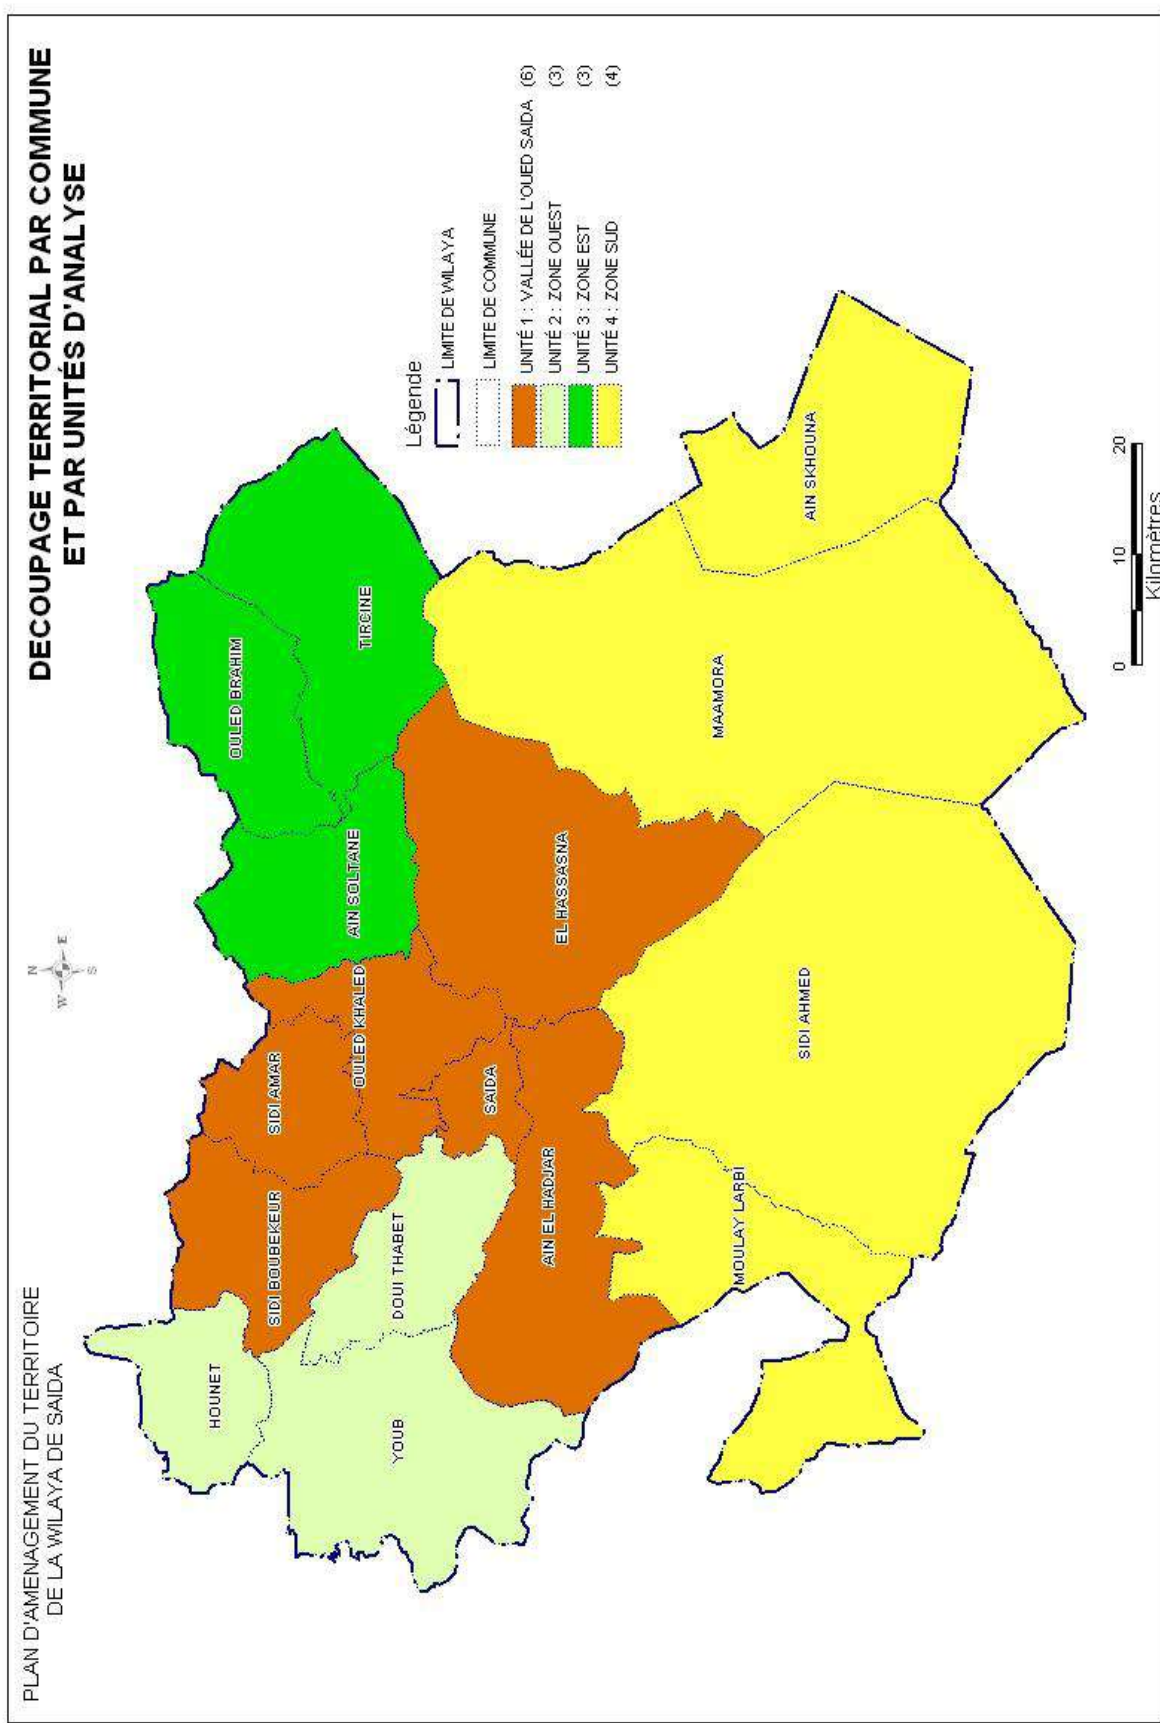 PLAN D'AMENAGEMENT DU TERRITOIRE
DE LA WILAYA DE SAIDA
DECOUPAGE TERRITORIAL PAR COMMUNE
ET PAR UNITÉS D'ANALYSE
N
W E
S
HOUNET
SIDI BOUBEKEUR
SIDI AMAR
OULED BRAHIM
YOUB
DOUI THABET
OULED KHALED
AIN SOLTANE
TIRCINE
SAIDA
AIN EL HADJAR
EL HASSASNA
MOULAY LARBI
SIDI AHMED
MAAMORA
AIN SKHOUNA
Légende
LIMITE DE WILAYA
LIMITE DE COMMUNE
UNITÉ 1 : VALLÉE DE L'OUED SAIDA (6)
UNITÉ 2 : ZONE OUEST (3)
UNITÉ 3 : ZONE EST (3)
UNITÉ 4 : ZONE SUD (4)
0 10 20
Kilomètres